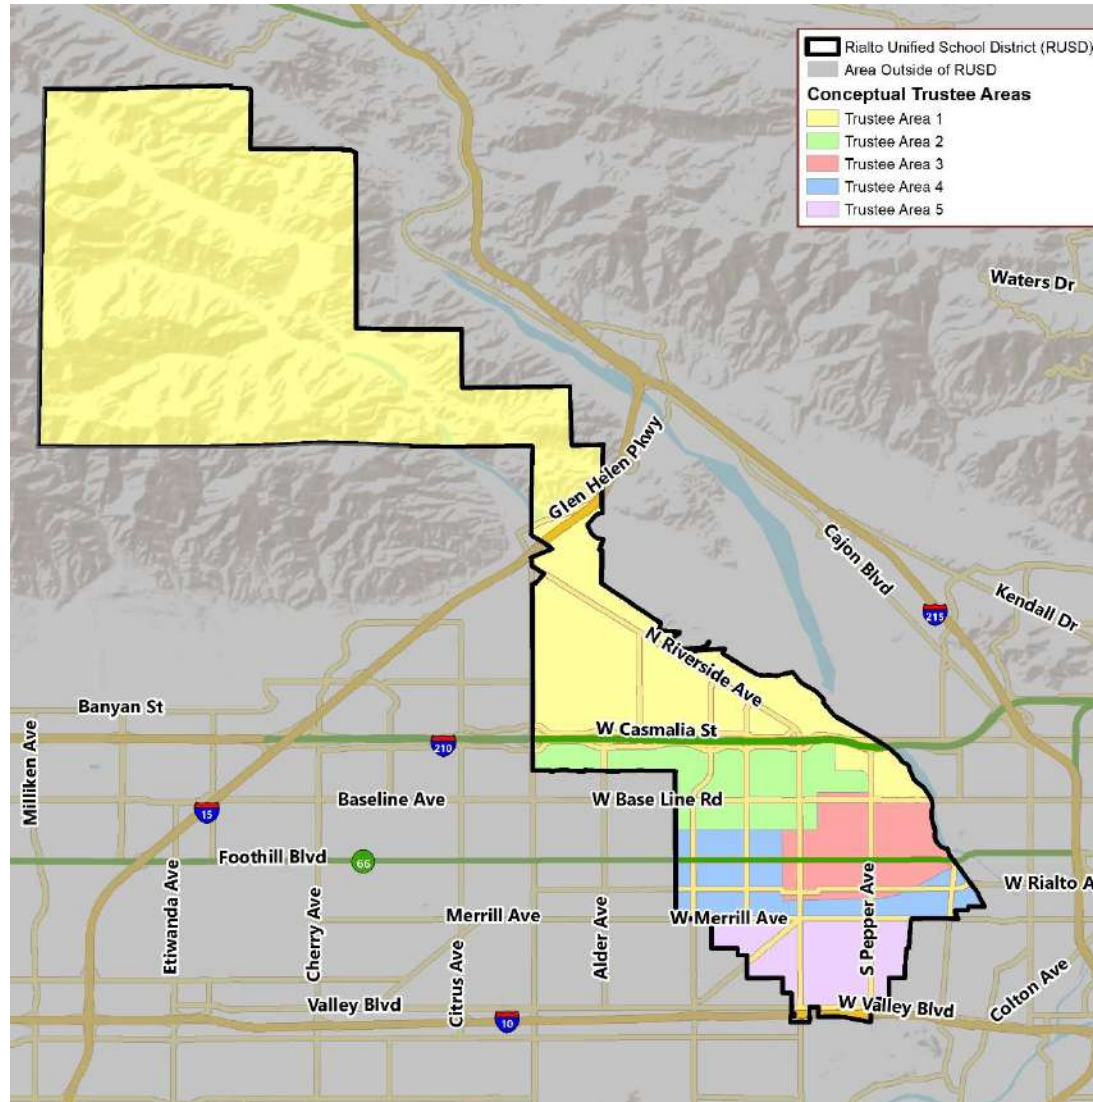 Rialto Unified School District (RUSD)
Area Outside of RUSD
Conceptual Trustee Areas
Trustee Area 1
Trustee Area 2
Trustee Area 3
Trustee Area 4
Trustee Area 5
Waters Dr
Glen Helen Pkwy
Cajon Blvd
Kendall Dr
215
N Riverside Ave
Banyan St
W Casmalia St
Milliken Ave
210
Baseline Ave
W Base Line Rd
15
Foothill Blvd
66
Etiwanda Ave
Cherry Ave
Merrill Ave
W Merrill Ave
S Pepper Ave
W Rialto A
Citrus Ave
Alder Ave
Valley Blvd
W Valley Blvd
Colton Ave
10